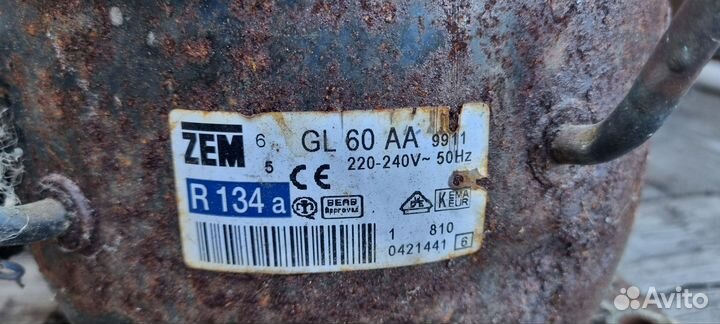 ZEM 6 GL 60 AA 9911
5 220-240V~ 50Hz
CE
R 134 a BEAB Approved VDE KEMA KEUR
1 810
0421441 6
Avito